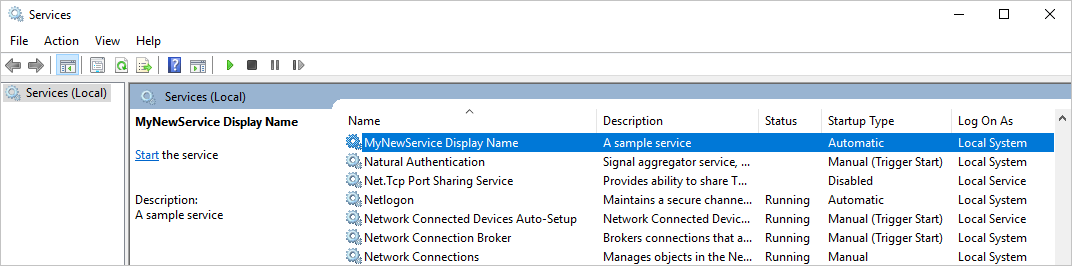 Services
File Action View Help
Services (Local)
Services (Local)
MyNewService Display Name
Start the service
Description:
A sample service
Name Description Status Startup Type Log On As
MyNewService Display Name A sample service Automatic Local System
Natural Authentication Signal aggregator service, ... Manual (Trigger Start) Local System
Net.Tcp Port Sharing Service Provides ability to share T... Disabled Local Service
Netlogon Maintains a secure channe... Running Automatic Local System
Network Connected Devices Auto-Setup Network Connected Devic... Running Manual (Trigger Start) Local Service
Network Connection Broker Brokers connections that a... Running Manual (Trigger Start) Local System
Network Connections Manages objects in the Ne... Running Manual Local System